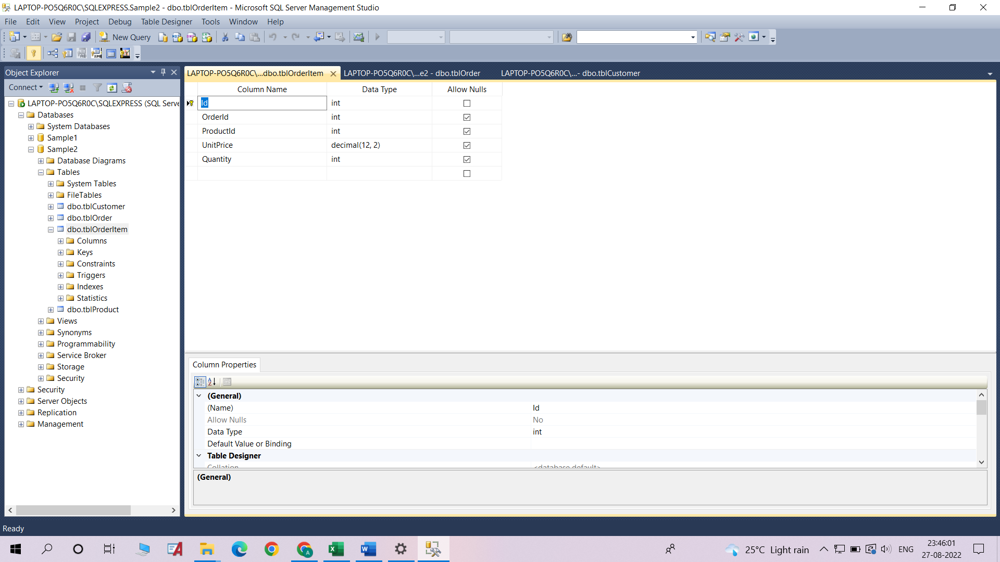 LAPTOP-PO5Q6R0C\SQLEXPRESS.Sample2 - dbo.tblOrderItem - Microsoft SQL Server Management Studio
File Edit View Project Debug Table Designer Tools Window Help
New Query
Object Explorer
Connect
LAPTOP-PO5Q6R0C\SQLEXPRESS (SQL Serve
Databases
System Databases
Sample1
Sample2
Database Diagrams
Tables
System Tables
FileTables
dbo.tblCustomer
dbo.tblOrder
dbo.tblOrderItem
Columns
Keys
Constraints
Triggers
Indexes
Statistics
dbo.tblProduct
Views
Synonyms
Programmability
Service Broker
Storage
Security
Security
Server Objects
Replication
Management
LAPTOP-PO5Q6R0C\...dbo.tblOrderItem LAPTOP-PO5Q6R0C\...e2 - dbo.tblOrder LAPTOP-PO5Q6R0C\...- dbo.tblCustomer
Column Name Data Type Allow Nulls
Id int
OrderId int
ProductId int
UnitPrice decimal(12, 2)
Quantity int
Column Properties
(General)
(Name) Id
Allow Nulls No
Data Type int
Default Value or Binding
Table Designer
Collation <database default>
(General)
Ready
25°C Light rain ENG 23:46:01
27-08-2022